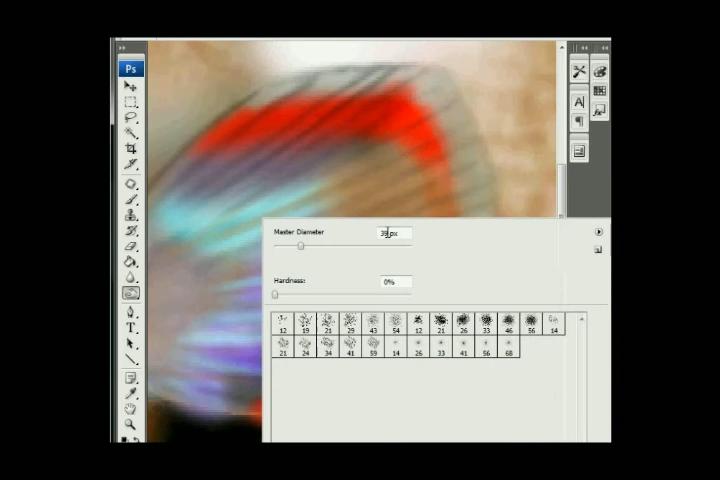 Ps
A
T
Master Diameter 39 px
Hardness: 0%
12 19 21 29 43 54 12 21 26 33 46 56 14
21 24 34 41 59 14 26 33 41 56 68